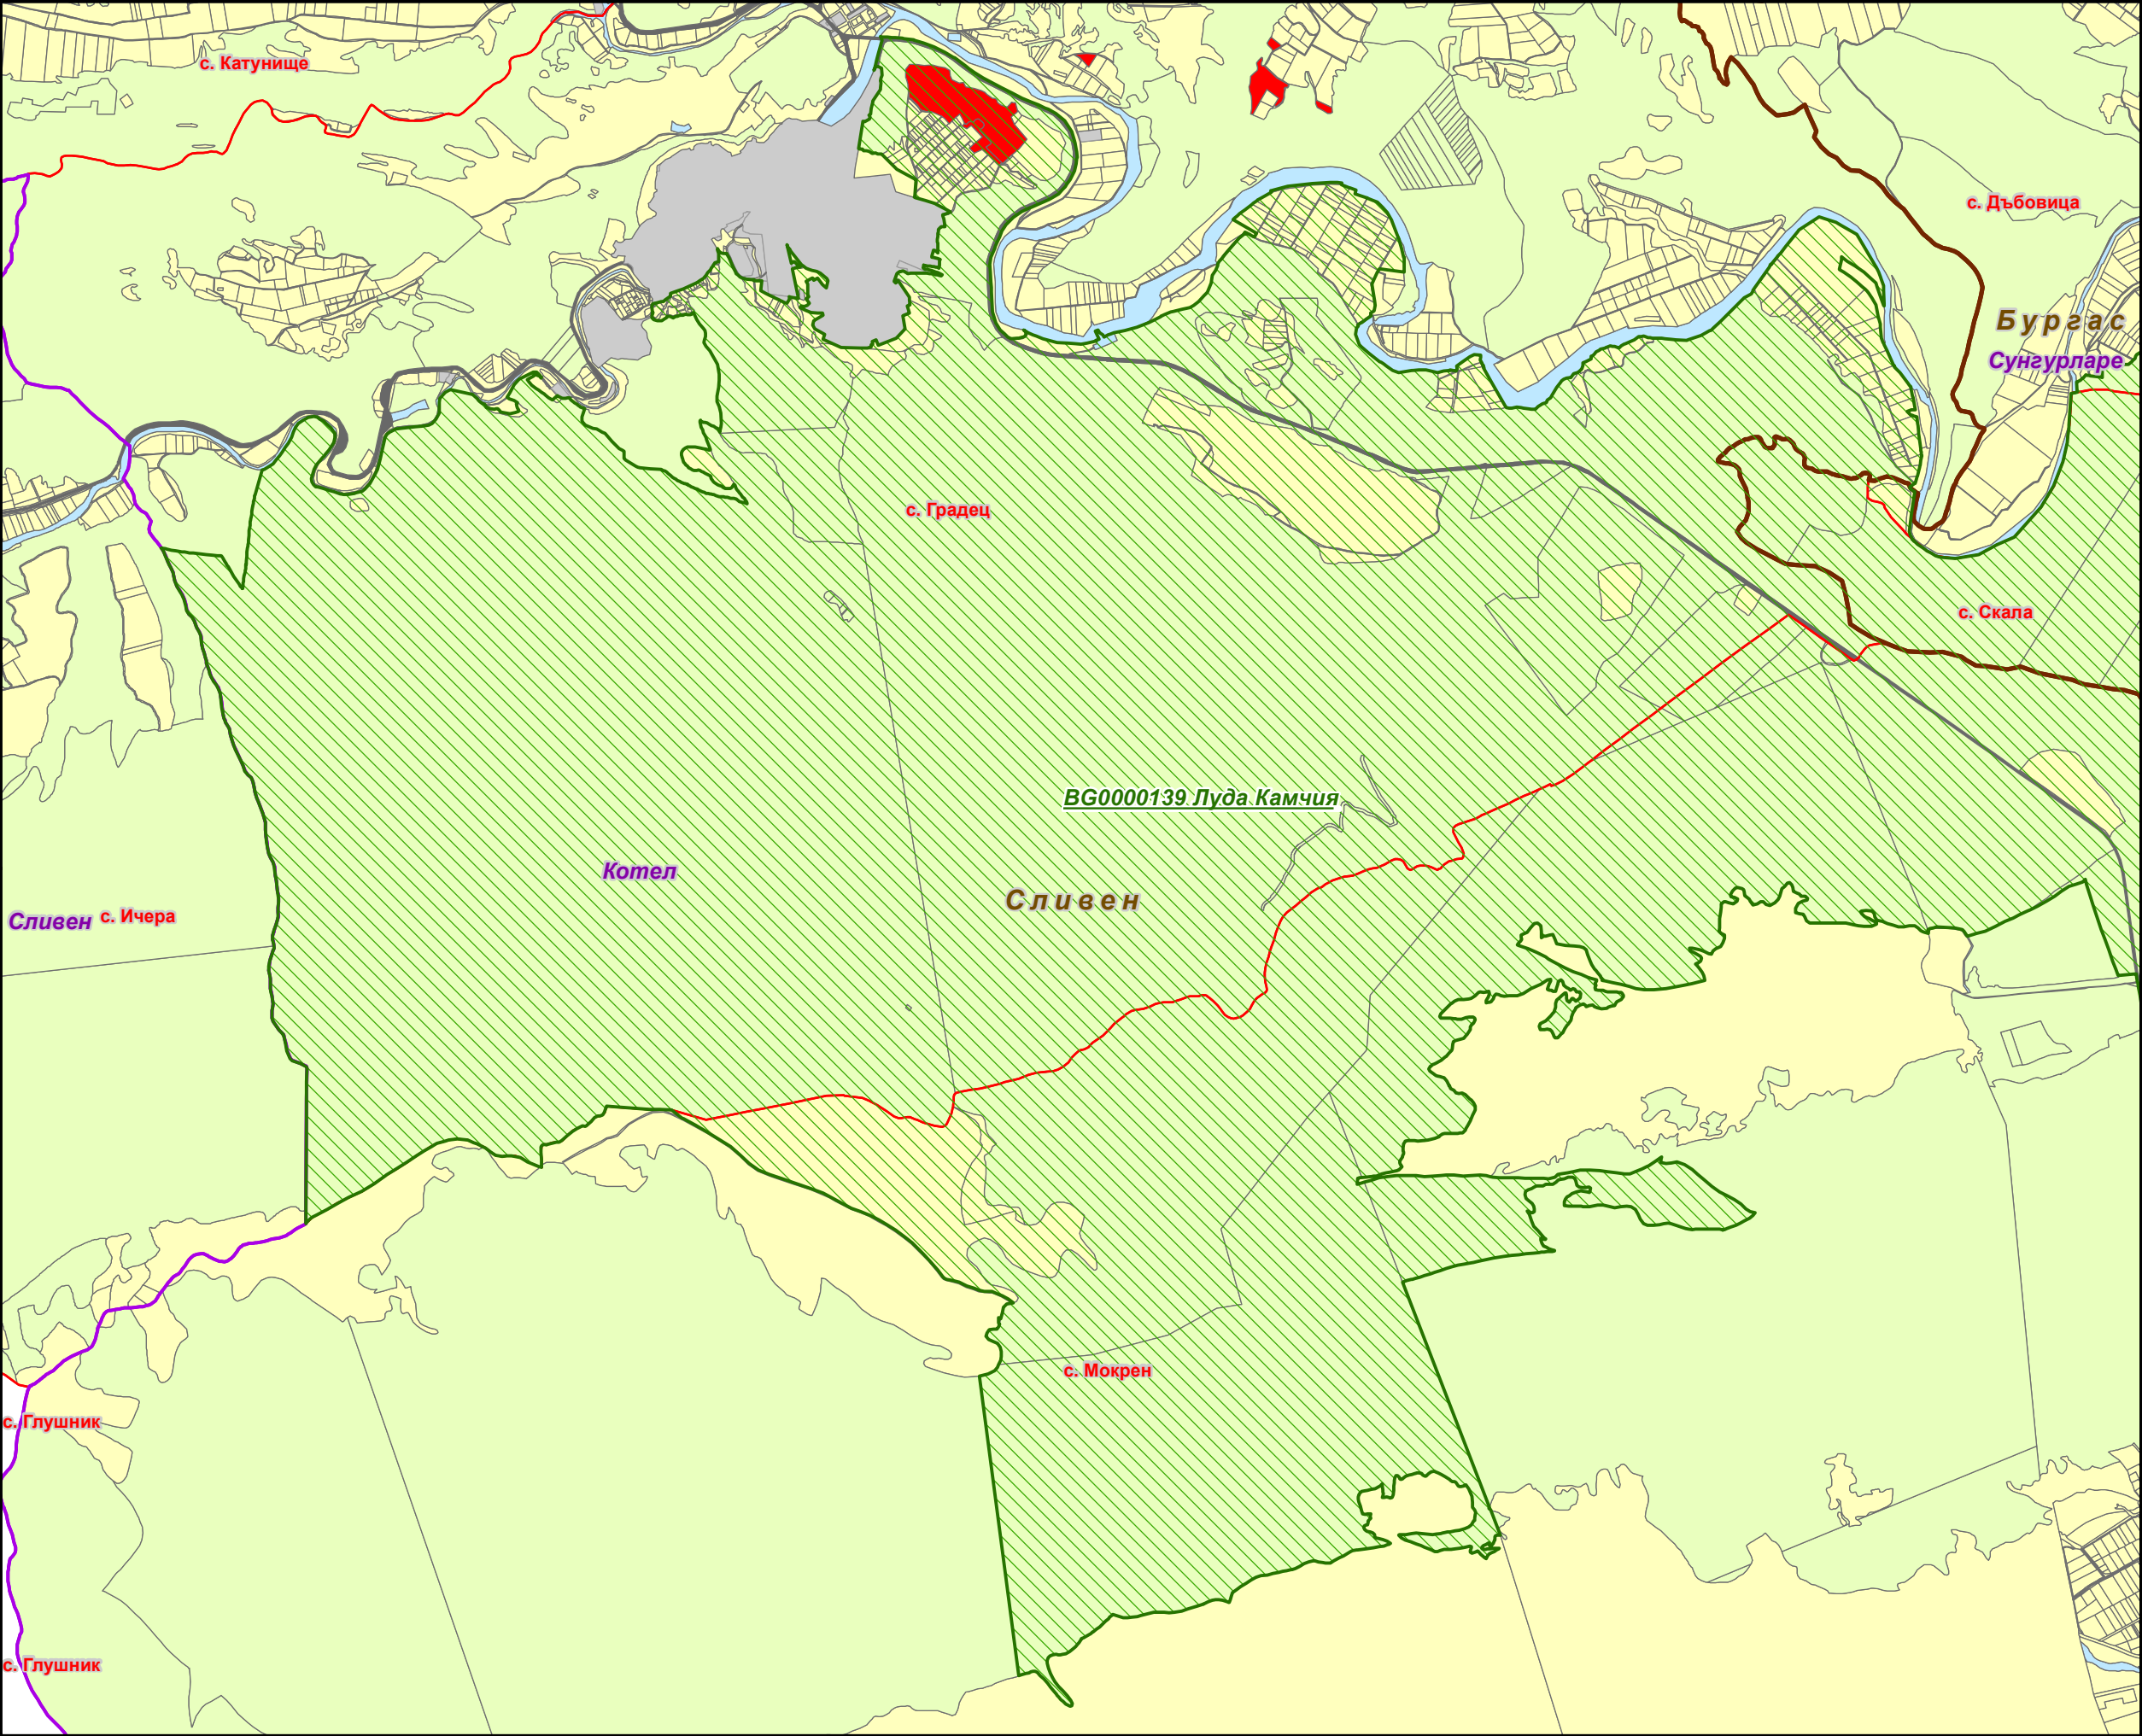 с. Катунище
с. Дъбовица
Бургас
Сунгурларе
с. Градец
с. Скала
BG0000139 Луда Камчия
Котел
Сливен
Сливен
с. Ичера
с. Мокрен
с. Глушник
с. Глушник